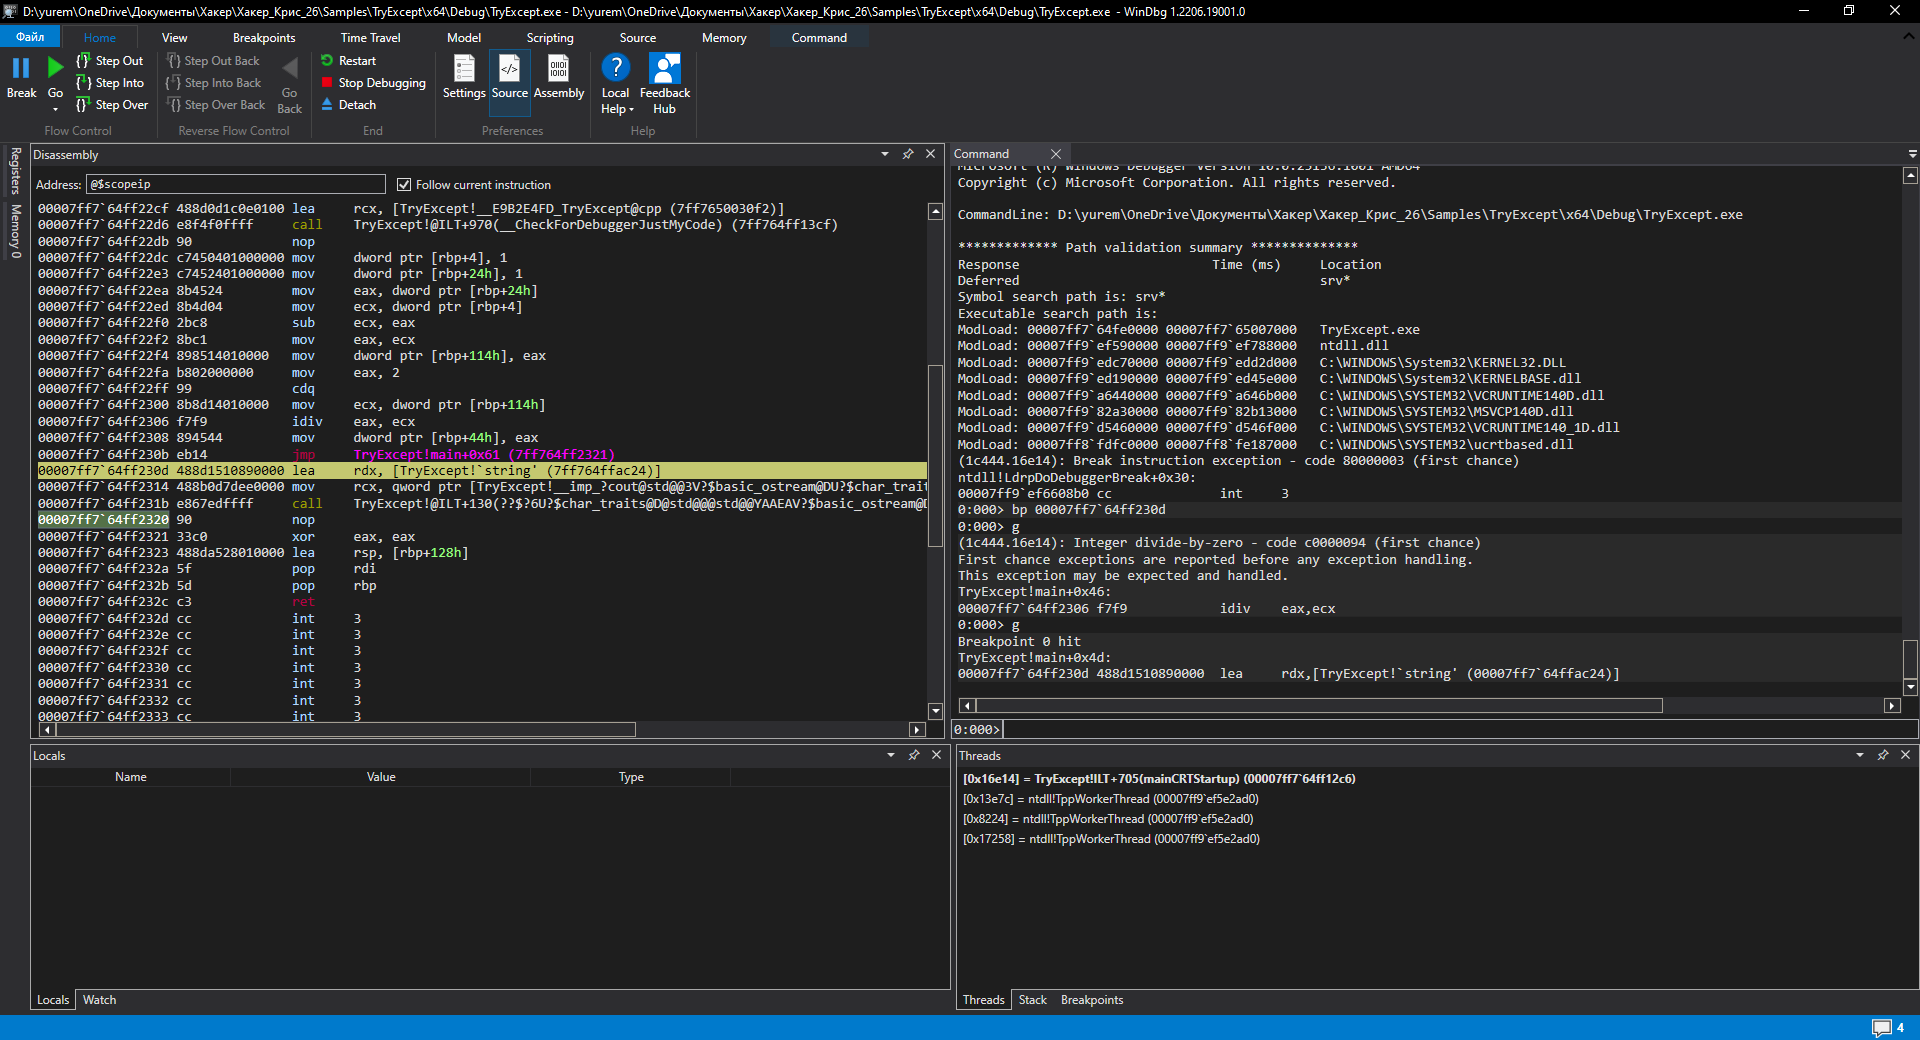 D:\yurem\OneDrive\Документы\Хакер\Хакер_Крис_26\Samples\TryExcept\x64\Debug\TryExcept.exe - D:\yurem\OneDrive\Документы\Хакер\Хакер_Крис_26\Samples\TryExcept\x64\Debug\TryExcept.exe - WinDbg 1.2206.19001.0
Файл Home View Breakpoints Time Travel Model Scripting Source Memory Command
Break
Go
Step Out
Step Into
Step Over
Flow Control
Step Out Back
Step Into Back
Step Over Back
Go Back
Reverse Flow Control
Restart
Stop Debugging
Detach
End
Settings Source Assembly
Preferences
Local Help
Feedback Hub
Help
Registers
Memory 0
Disassembly
Address: @$scopeip Follow current instruction
00007ff7`64ff22cf 488d0d1c0e0100 lea rcx, [TryExcept!__E9B2E4FD_TryExcept@cpp (7ff7650030f2)]
00007ff7`64ff22d6 e8f4f0ffff call TryExcept!@ILT+970(__CheckForDebuggerJustMyCode) (7ff764ff13cf)
00007ff7`64ff22db 90 nop
00007ff7`64ff22dc c7450401000000 mov dword ptr [rbp+4], 1
00007ff7`64ff22e3 c7452401000000 mov dword ptr [rbp+24h], 1
00007ff7`64ff22ea 8b4524 mov eax, dword ptr [rbp+24h]
00007ff7`64ff22ed 8b4d04 mov ecx, dword ptr [rbp+4]
00007ff7`64ff22f0 2bc8 sub ecx, eax
00007ff7`64ff22f2 8bc1 mov eax, ecx
00007ff7`64ff22f4 898514010000 mov dword ptr [rbp+114h], eax
00007ff7`64ff22fa b802000000 mov eax, 2
00007ff7`64ff22ff 99 cdq
00007ff7`64ff2300 8b8d14010000 mov ecx, dword ptr [rbp+114h]
00007ff7`64ff2306 f7f9 idiv eax, ecx
00007ff7`64ff2308 894544 mov dword ptr [rbp+44h], eax
00007ff7`64ff230b eb14 jmp TryExcept!main+0x61 (7ff764ff2321)
00007ff7`64ff230d 488d1510890000 lea rdx, [TryExcept!`string' (7ff764ffac24)]
00007ff7`64ff2314 488b0d7dee0000 mov rcx, qword ptr [TryExcept!__imp_?cout@std@@3V?$basic_ostream@DU?$char_trait
00007ff7`64ff231b e867edffff call TryExcept!@ILT+130(??$?6U?$char_traits@D@std@@@std@@YAAEAV?$basic_ostream@D
00007ff7`64ff2320 90 nop
00007ff7`64ff2321 33c0 xor eax, eax
00007ff7`64ff2323 488da528010000 lea rsp, [rbp+128h]
00007ff7`64ff232a 5f pop rdi
00007ff7`64ff232b 5d pop rbp
00007ff7`64ff232c c3 ret
00007ff7`64ff232d cc int 3
00007ff7`64ff232e cc int 3
00007ff7`64ff232f cc int 3
00007ff7`64ff2330 cc int 3
00007ff7`64ff2331 cc int 3
00007ff7`64ff2332 cc int 3
00007ff7`64ff2333 cc int 3
Command
Microsoft (R) Windows Debugger Version 10.0.25136.1001 AMD64
Copyright (c) Microsoft Corporation. All rights reserved.
CommandLine: D:\yurem\OneDrive\Документы\Хакер\Хакер_Крис_26\Samples\TryExcept\x64\Debug\TryExcept.exe
************* Path validation summary **************
Response Time (ms) Location
Deferred srv*
Symbol search path is: srv*
Executable search path is:
ModLoad: 00007ff7`64fe0000 00007ff7`65007000 TryExcept.exe
ModLoad: 00007ff9`ef590000 00007ff9`ef788000 ntdll.dll
ModLoad: 00007ff9`edc70000 00007ff9`edd2d000 C:\WINDOWS\System32\KERNEL32.DLL
ModLoad: 00007ff9`ed190000 00007ff9`ed45e000 C:\WINDOWS\System32\KERNELBASE.dll
ModLoad: 00007ff9`a6440000 00007ff9`a646b000 C:\WINDOWS\SYSTEM32\VCRUNTIME140D.dll
ModLoad: 00007ff9`82a30000 00007ff9`82b13000 C:\WINDOWS\SYSTEM32\MSVCP140D.dll
ModLoad: 00007ff9`d5460000 00007ff9`d546f000 C:\WINDOWS\SYSTEM32\VCRUNTIME140_1D.dll
ModLoad: 00007ff8`fdfc0000 00007ff8`fe187000 C:\WINDOWS\SYSTEM32\ucrtbased.dll
(1c444.16e14): Break instruction exception - code 80000003 (first chance)
ntdll!LdrpDoDebuggerBreak+0x30:
00007ff9`ef6608b0 cc int 3
0:000> bp 00007ff7`64ff230d
0:000> g
(1c444.16e14): Integer divide-by-zero - code c0000094 (first chance)
First chance exceptions are reported before any exception handling.
This exception may be expected and handled.
TryExcept!main+0x46:
00007ff7`64ff2306 f7f9 idiv eax,ecx
0:000> g
Breakpoint 0 hit
TryExcept!main+0x4d:
00007ff7`64ff230d 488d1510890000 lea rdx,[TryExcept!`string' (00007ff7`64ffac24)]
0:000>
Locals
Name Value Type
Locals Watch
Threads
[0x16e14] = TryExcept!ILT+705(mainCRTStartup) (00007ff7`64ff12c6)
[0x13e7c] = ntdll!TppWorkerThread (00007ff9`ef5e2ad0)
[0x8224] = ntdll!TppWorkerThread (00007ff9`ef5e2ad0)
[0x17258] = ntdll!TppWorkerThread (00007ff9`ef5e2ad0)
Threads Stack Breakpoints
4